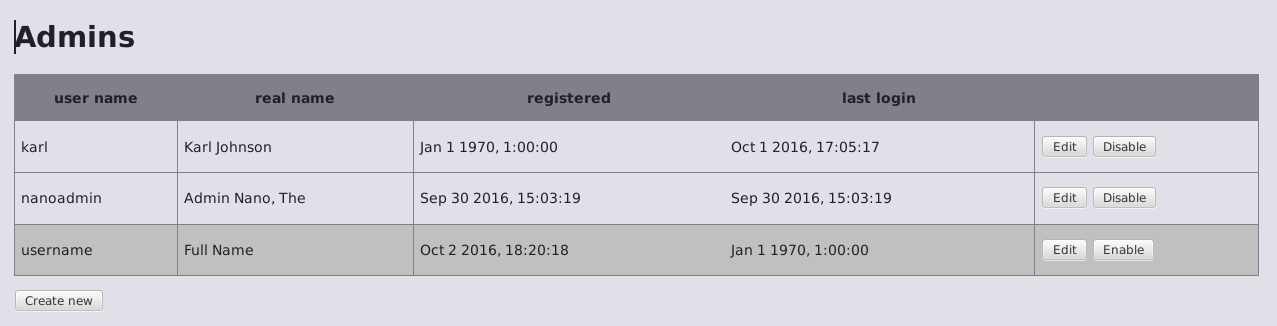 Admins
user name real name registered last login
karl Karl Johnson Jan 1 1970, 1:00:00 Oct 1 2016, 17:05:17 Edit Disable
nanoadmin Admin Nano, The Sep 30 2016, 15:03:19 Sep 30 2016, 15:03:19 Edit Disable
username Full Name Oct 2 2016, 18:20:18 Jan 1 1970, 1:00:00 Edit Enable
Create new